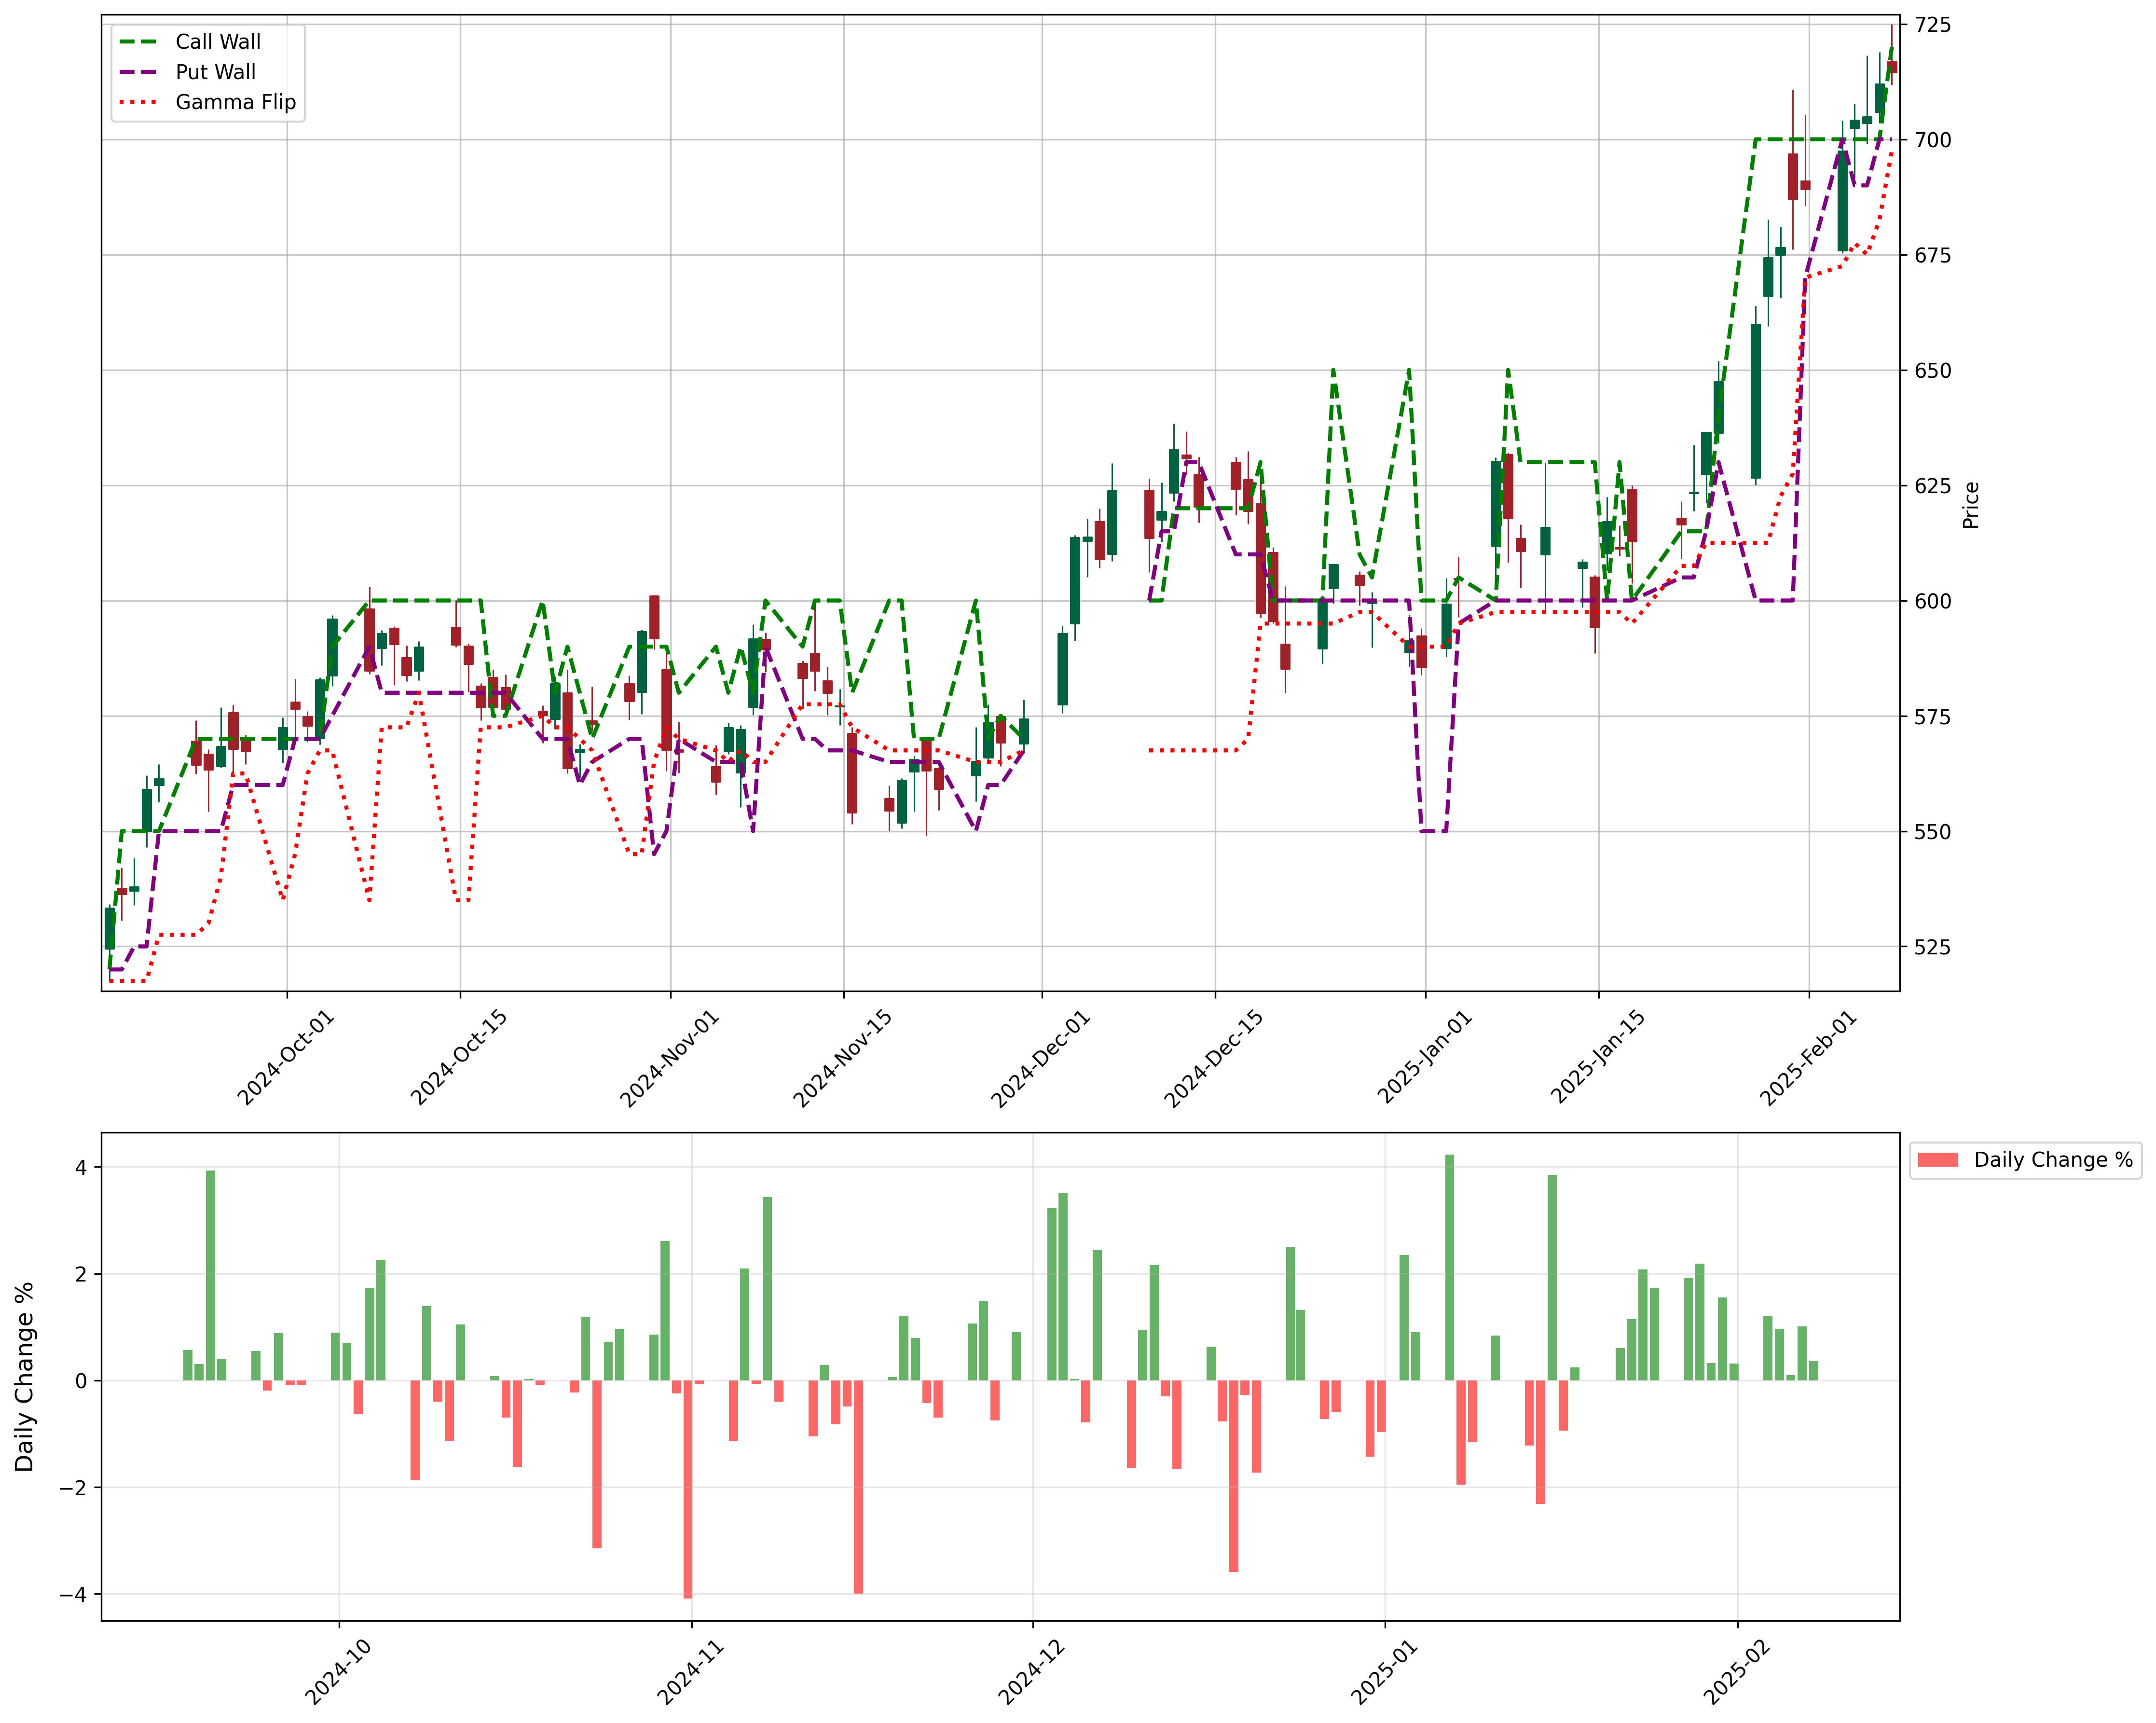 Call Wall
Put Wall
Gamma Flip
725
700
675
650
625
600
575
550
525
Price
2024-Oct-01
2024-Oct-15
2024-Nov-01
2024-Nov-15
2024-Dec-01
2024-Dec-15
2025-Jan-01
2025-Jan-15
2025-Feb-01
Daily Change %
4
2
0
−2
−4
Daily Change %
2024-10
2024-11
2024-12
2025-01
2025-02